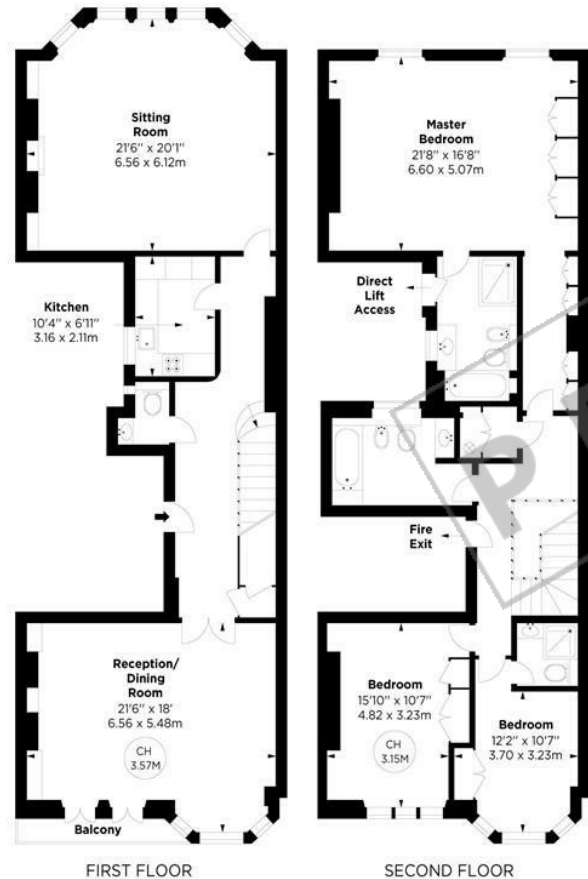 Sitting
Room
21'6" x 20'1"
6.56 x 6.12m
Kitchen
10'4" x 6'11"
3.16 x 2.11m
Reception/
Dining
Room
21'6" x 18'
6.56 x 5.48m
CH
3.57M
Balcony
FIRST FLOOR
Master
Bedroom
21'8" x 16'8"
6.60 x 5.07m
Direct
Lift
Access
Fire
Exit
Bedroom
15'10" x 10'7"
4.82 x 3.23m
CH
3.15M
Bedroom
12'2" x 10'7"
3.70 x 3.23m
SECOND FLOOR